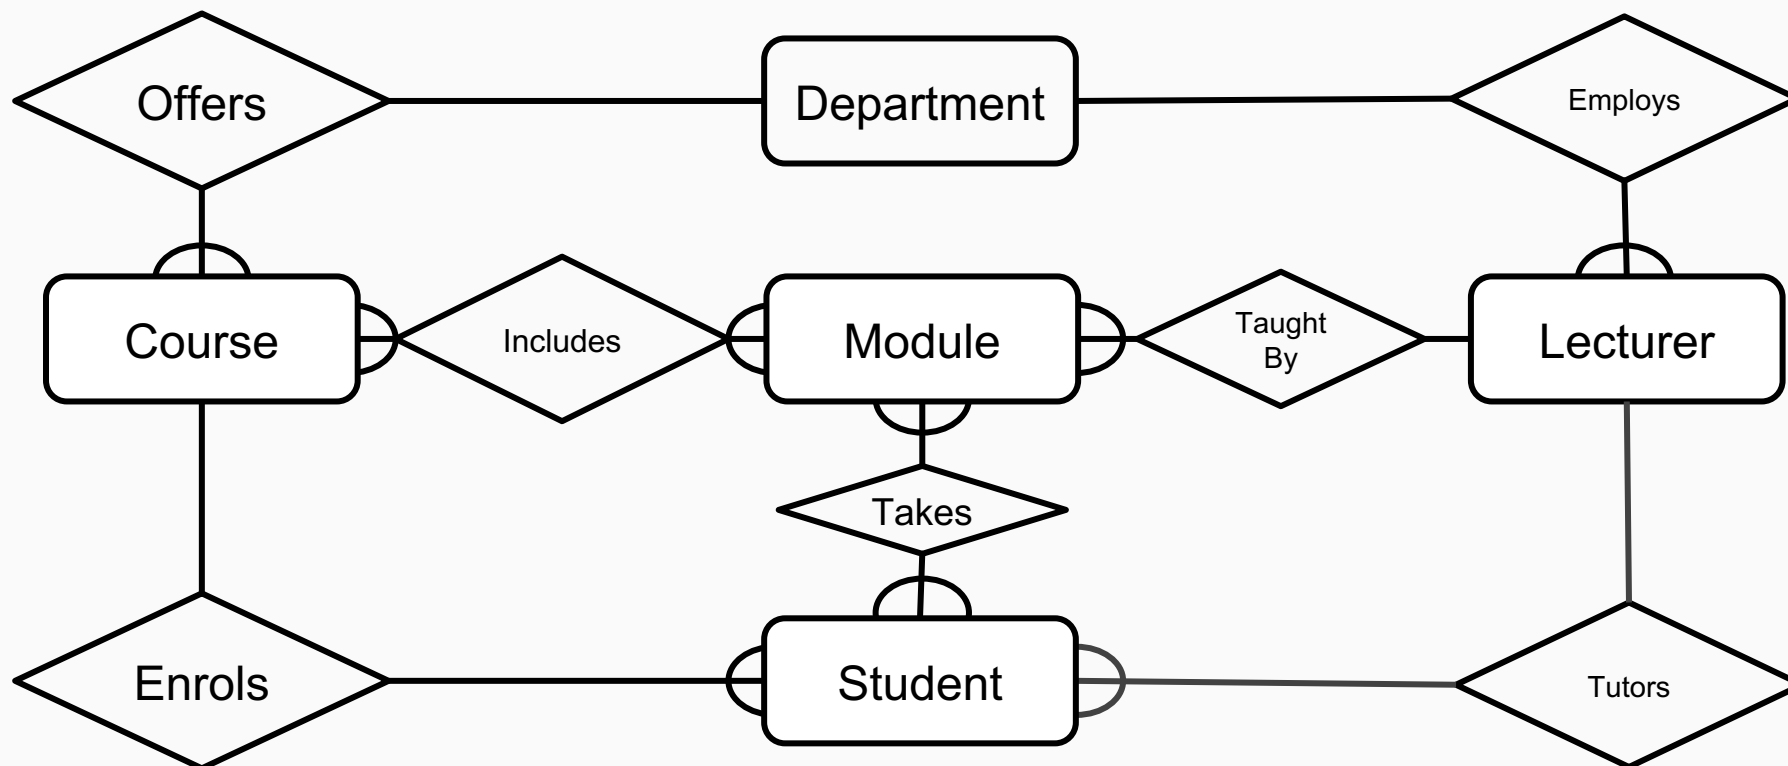 Offers
Department
Employs
Course
Includes
Module
Taught
By
Lecturer
Takes
Enrols
Student
Tutors